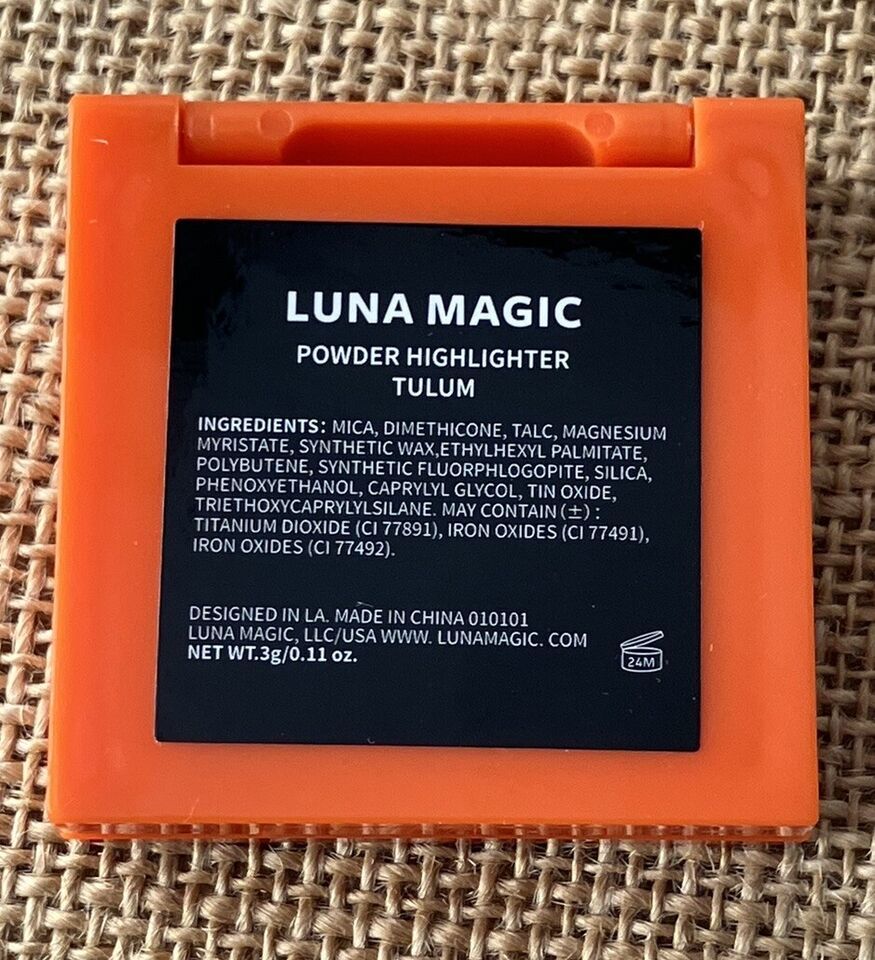 LUNA MAGIC
POWDER HIGHLIGHTER
TULUM
INGREDIENTS: MICA, DIMETHICONE, TALC, MAGNESIUM
MYRISTATE, SYNTHETIC WAX,ETHYLHEXYL PALMITATE,
POLYBUTENE, SYNTHETIC FLUORPHLOGOPITE, SILICA,
PHENOXYETHANOL, CAPRYLYL GLYCOL, TIN OXIDE,
TRIETHOXYCAPRYLYLSILANE. MAY CONTAIN (±) :
TITANIUM DIOXIDE (CI 77891), IRON OXIDES (CI 77491),
IRON OXIDES (CI 77492).
DESIGNED IN LA. MADE IN CHINA 010101
LUNA MAGIC, LLC/USA WWW. LUNAMAGIC. COM
NET WT.3g/0.11 oz.
24M